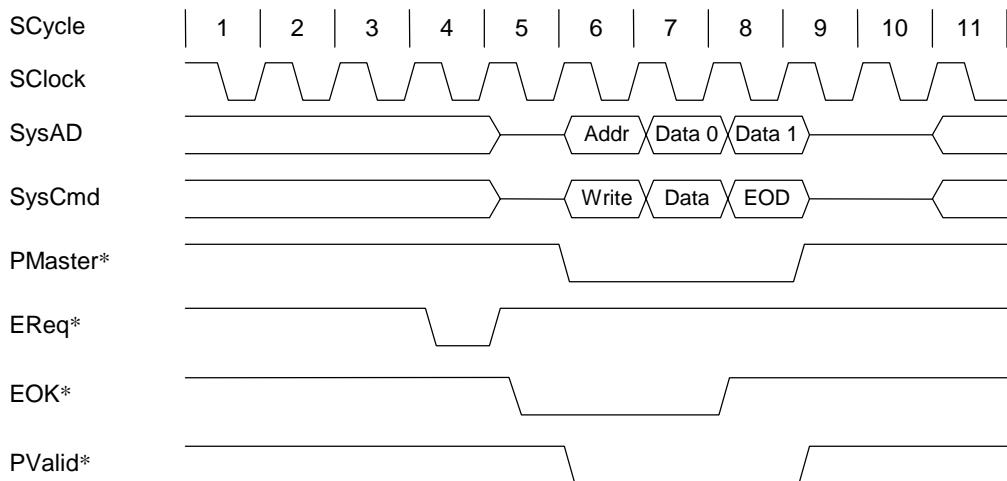 SCycle 1 2 3 4 5 6 7 8 9 10 11
SClock
SysAD Addr Data 0 Data 1
SysCmd Write Data EOD
PMaster*
EReq*
EOK*
PValid*